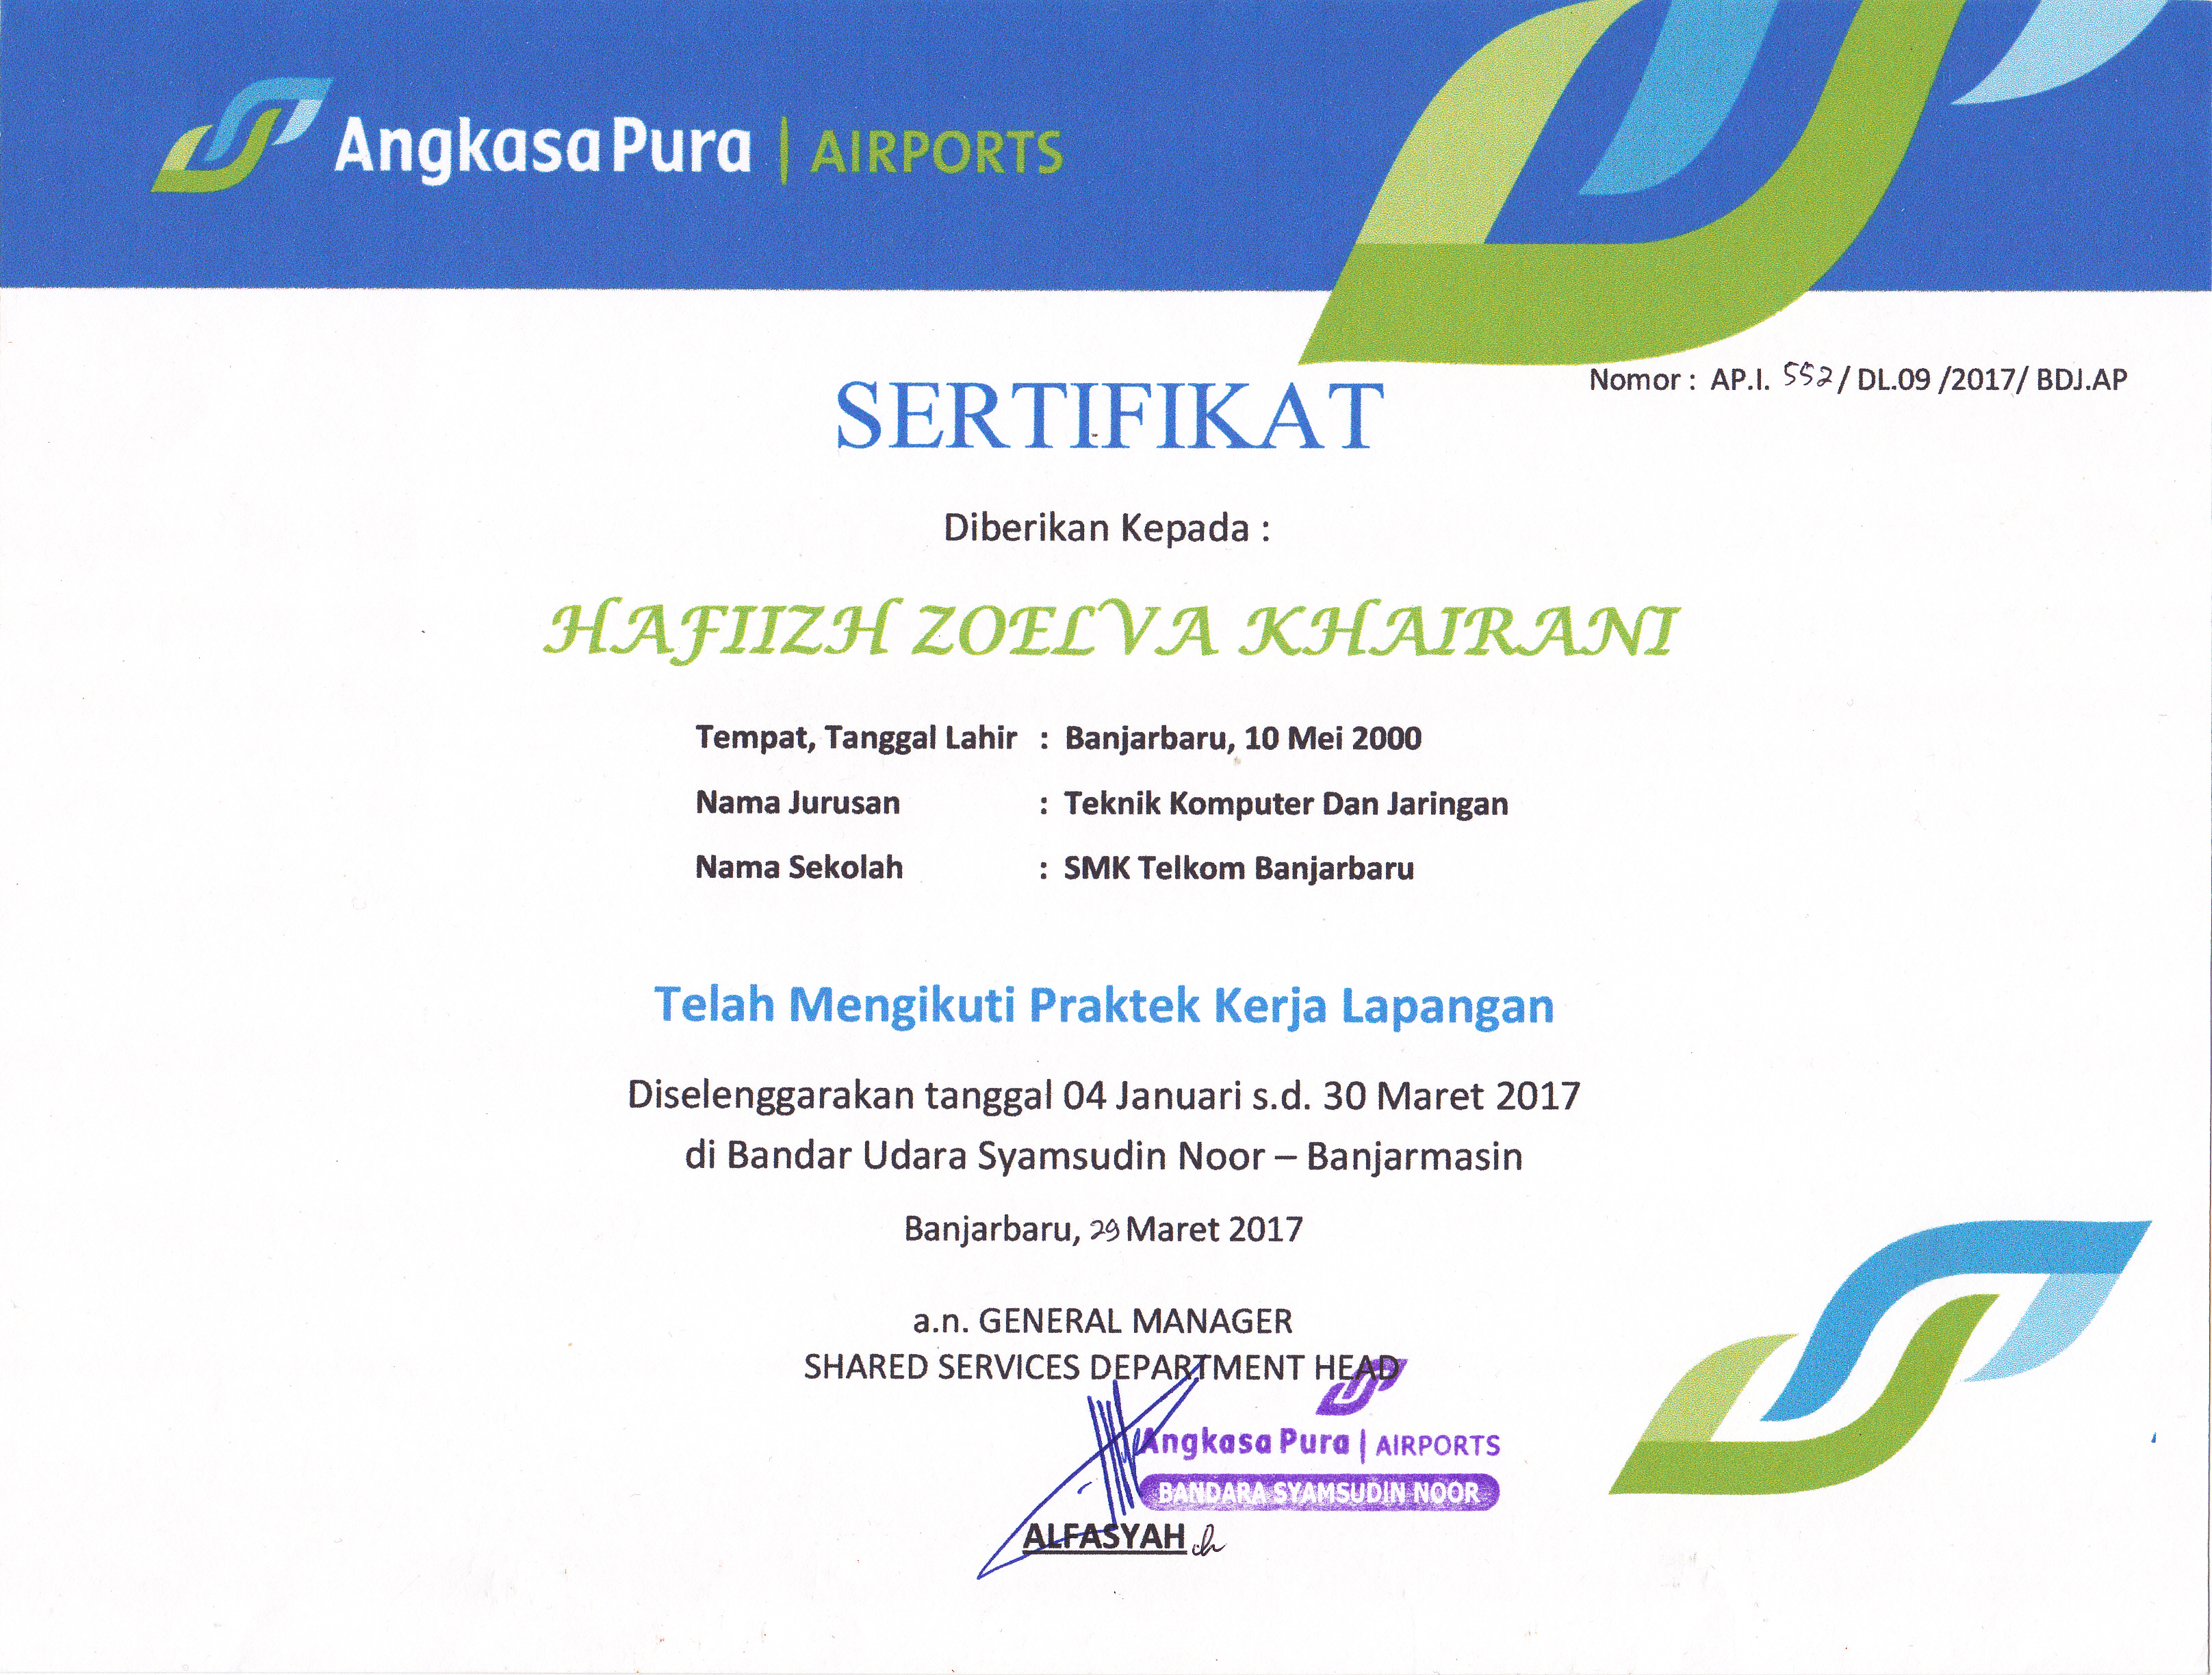 AngkasaPura | AIRPORTS
Nomor : AP.I. 552/ DL.09 /2017/ BDJ.AP
SERTIFIKAT
Diberikan Kepada :
HAFIIZH ZOELVA KHAIRANI
Tempat, Tanggal Lahir : Banjarbaru, 10 Mei 2000
Nama Jurusan : Teknik Komputer Dan Jaringan
Nama Sekolah : SMK Telkom Banjarbaru
Telah Mengikuti Praktek Kerja Lapangan
Diselenggarakan tanggal 04 Januari s.d. 30 Maret 2017
di Bandar Udara Syamsudin Noor – Banjarmasin
Banjarbaru, 29 Maret 2017
a.n. GENERAL MANAGER
SHARED SERVICES DEPARTMENT HEAD
Angkasa Pura | AIRPORTS
BANDARA SYAMSUDIN NOOR
ALFASYAH